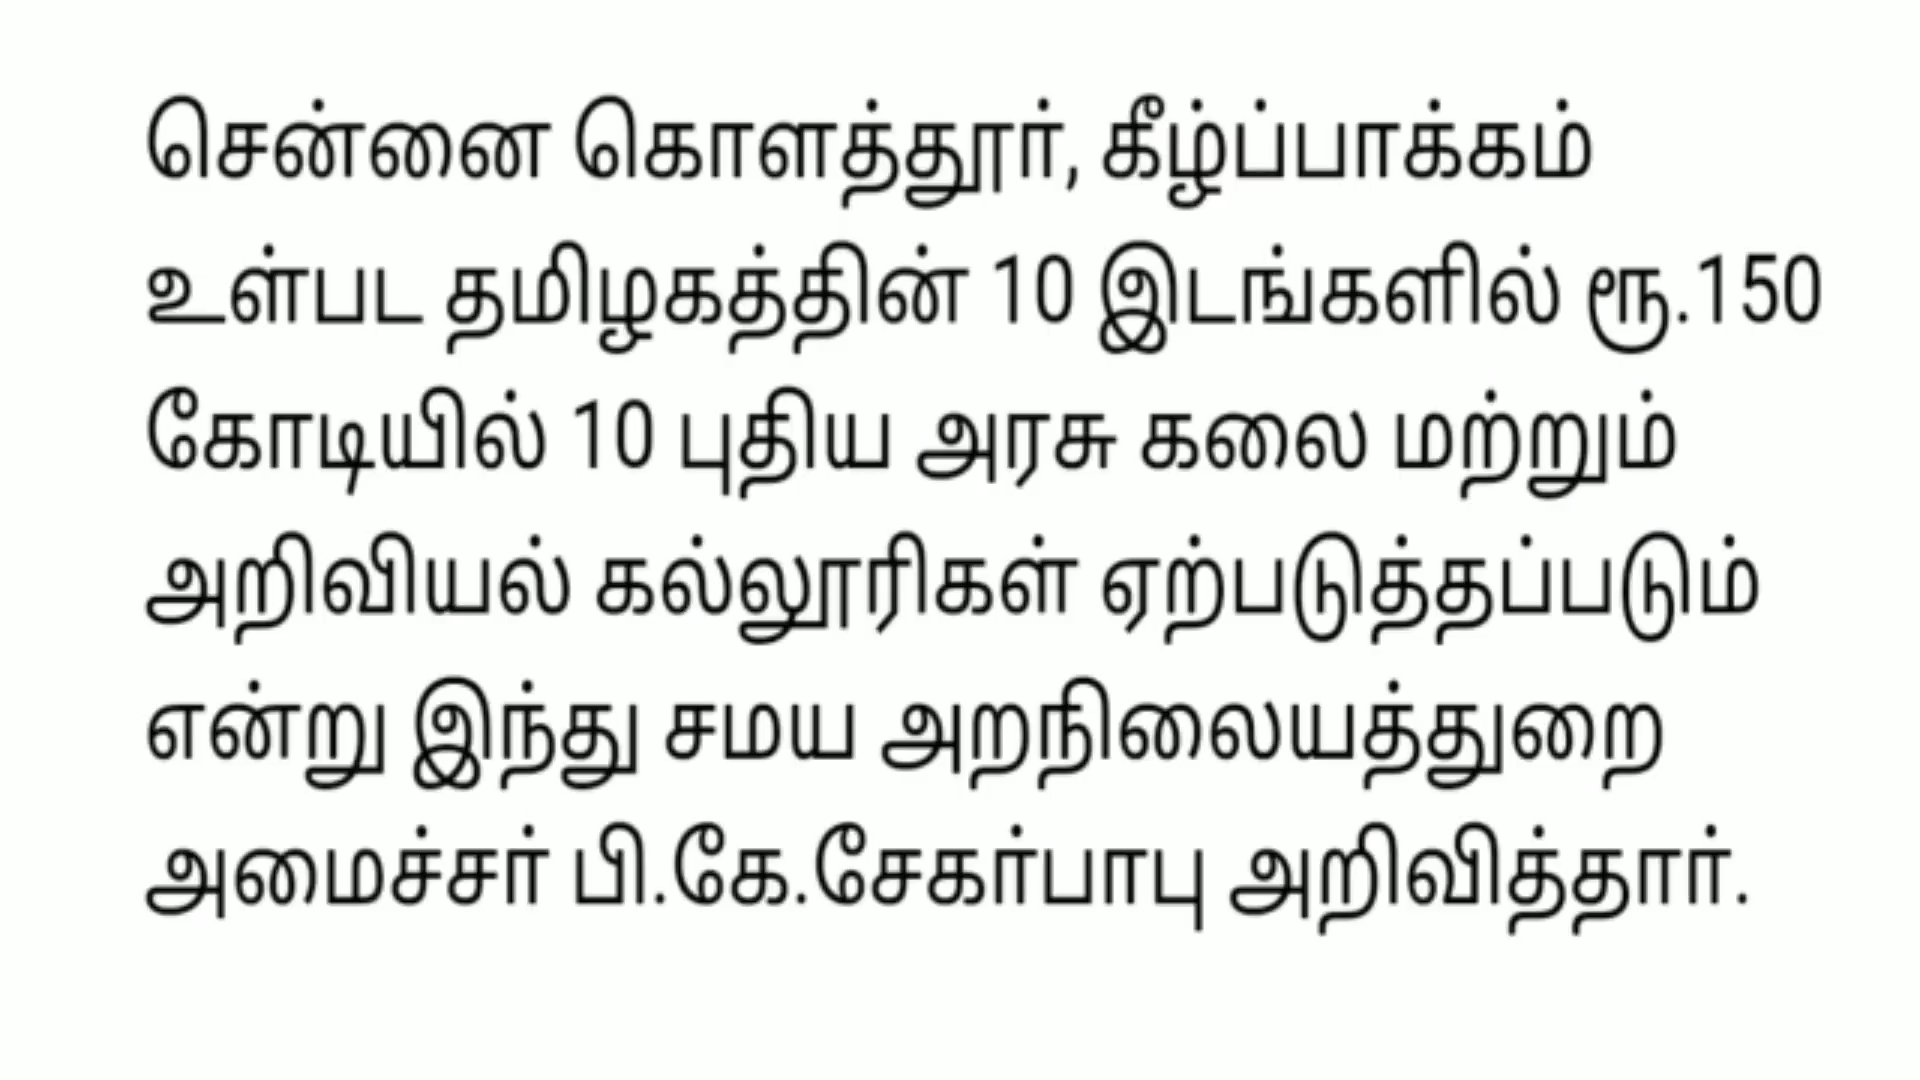 சென்னை கொளத்தூர், கீழ்ப்பாக்கம்
உள்பட தமிழகத்தின் 10 இடங்களில் ரூ.150
கோடியில் 10 புதிய அரசு கலை மற்றும்
அறிவியல் கல்லூரிகள் ஏற்படுத்தப்படும்
என்று இந்து சமய அறநிலையத்துறை
அமைச்சர் பி.கே.சேகர்பாபு அறிவித்தார்.